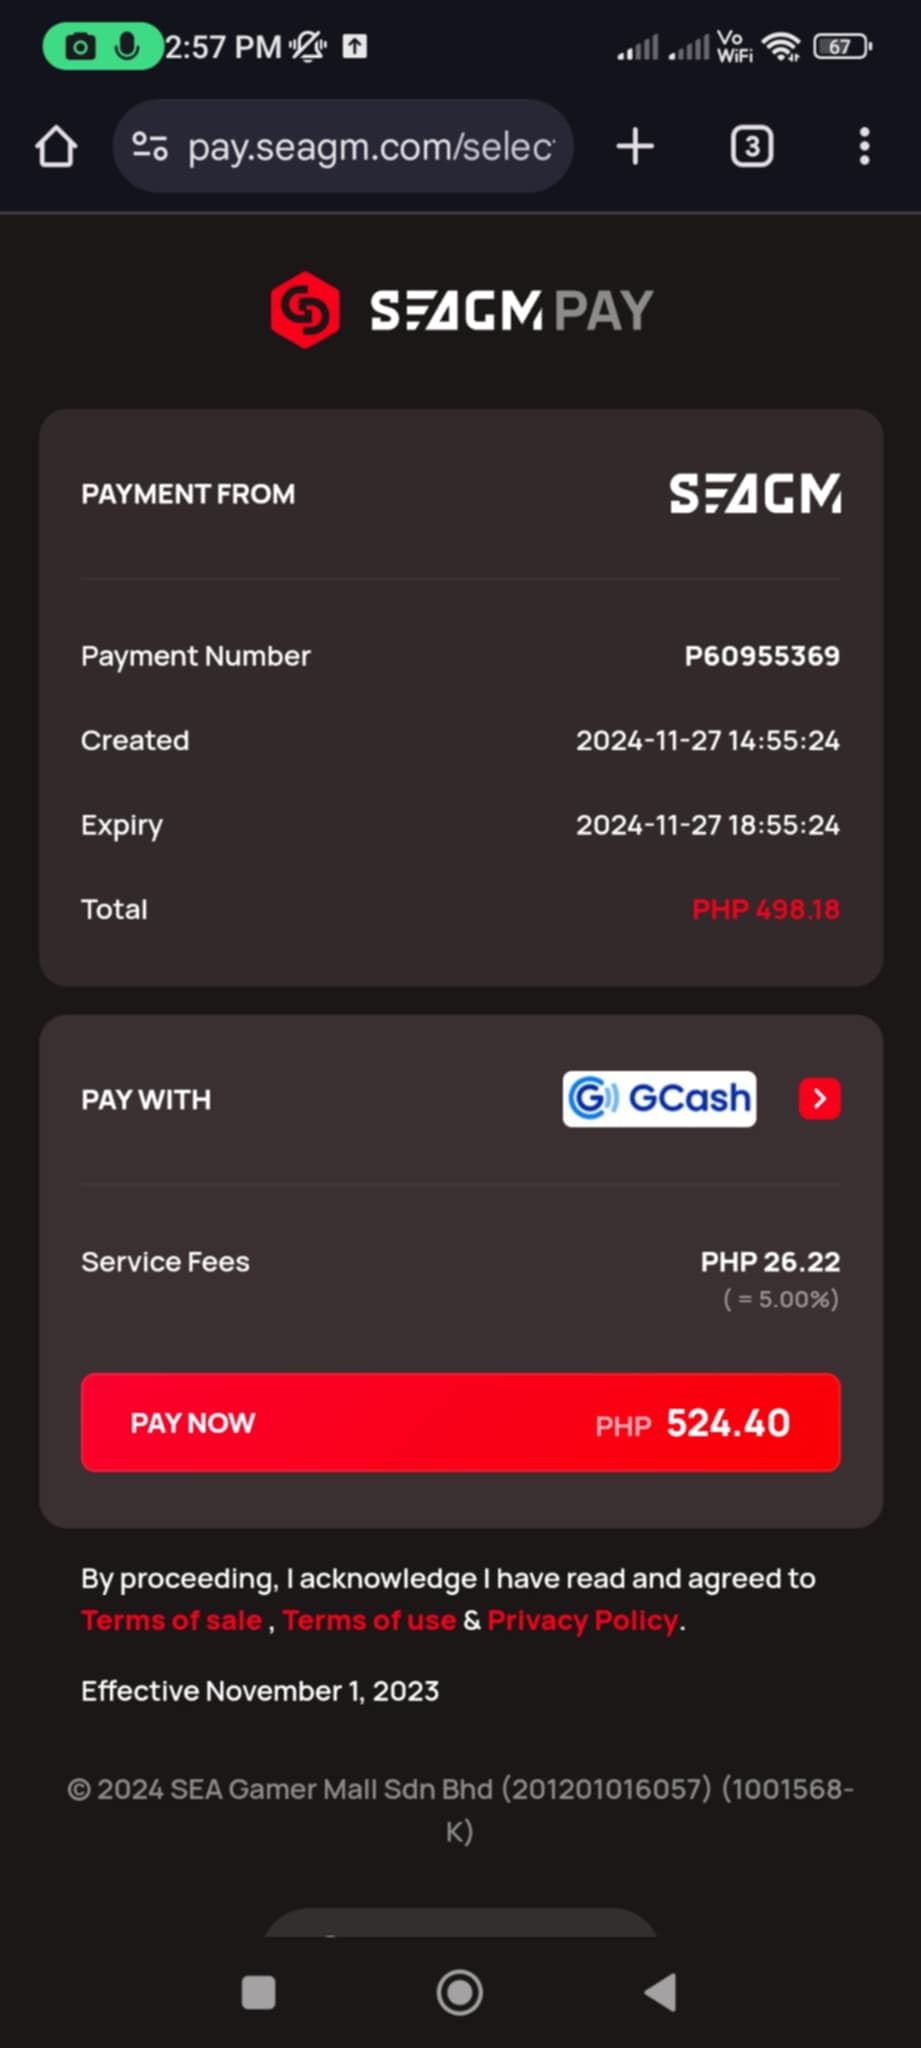 2:57 PM
Vo
WiFi
67
pay.seagm.com/selec
3
SEAGM PAY
PAYMENT FROM
SEAGM
Payment Number
P60955369
Created
2024-11-27 14:55:24
Expiry
2024-11-27 18:55:24
Total
PHP 498.18
PAY WITH
GCash
Service Fees
PHP 26.22
( = 5.00%)
PAY NOW
PHP 524.40
By proceeding, I acknowledge I have read and agreed to
Terms of sale , Terms of use & Privacy Policy.
Effective November 1, 2023
© 2024 SEA Gamer Mall Sdn Bhd (201201016057) (1001568-
K)